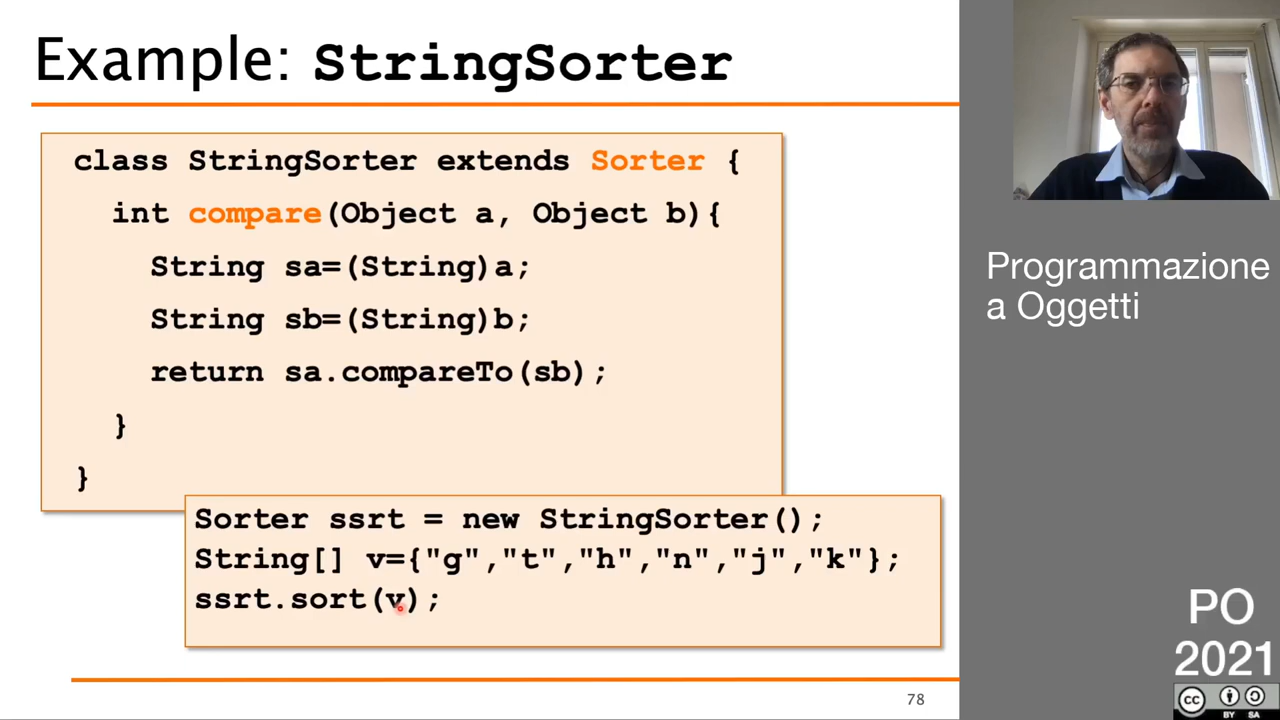 Example: StringSorter
class StringSorter extends Sorter {
int compare(Object a, Object b){
String sa=(String)a;
String sb=(String)b;
return sa.compareTo(sb);
}
}
Sorter ssrt = new StringSorter();
String[] v={"g","t","h","n","j","k"};
ssrt.sort(v);
78
Programmazione
a Oggetti
PO
2021
cc
BY SA